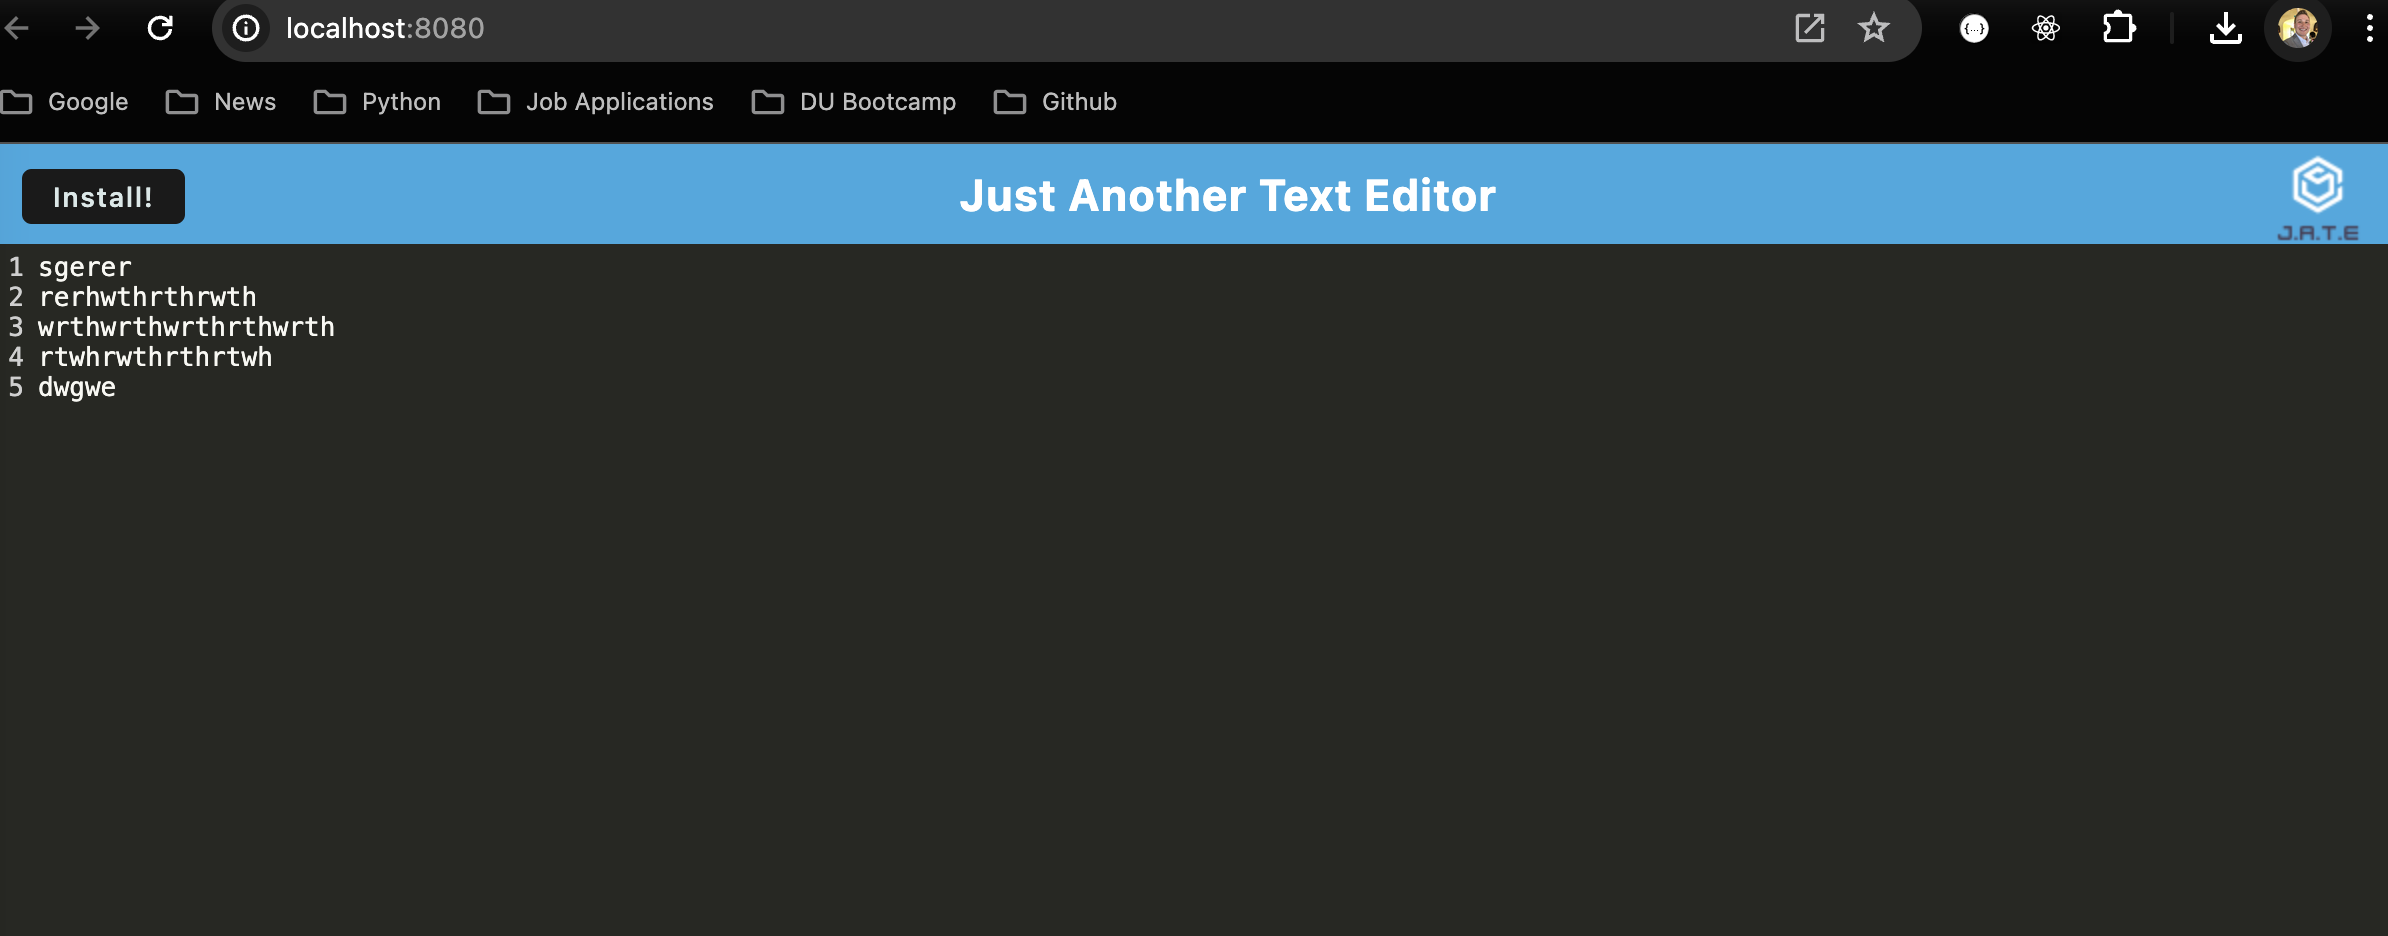 localhost:8080
Google News Python Job Applications DU Bootcamp Github
Install! Just Another Text Editor
J.A.T.E
1 sgerer
2 rerhwthrthrwth
3 wrthwrthwrthrthwrth
4 rtwhrwthrthrtwh
5 dwgwe